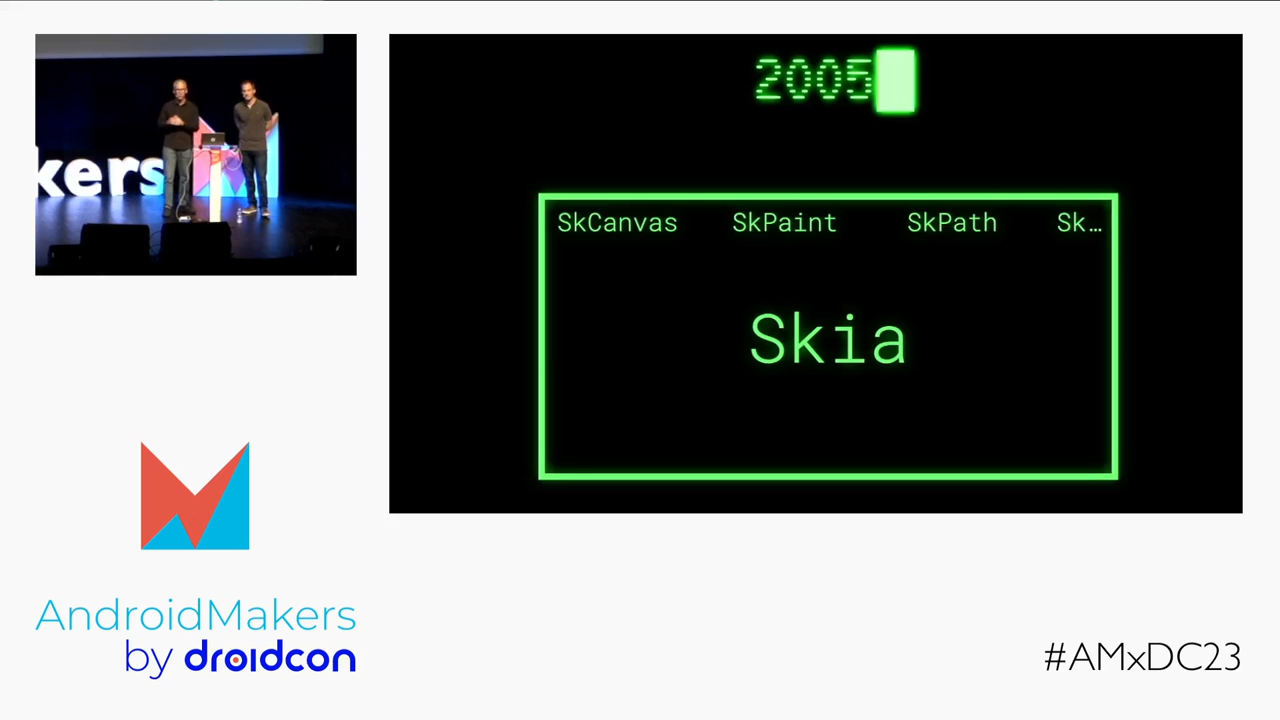 kers
2005
SkCanvas SkPaint SkPath Sk…
Skia
AndroidMakers
by droidcon
#AMxDC23